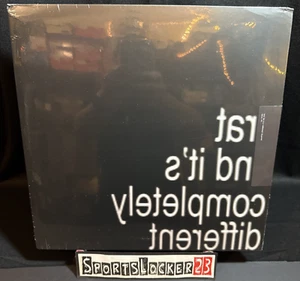 rat
nd it's
completely
different
SPORTSLOCKER23